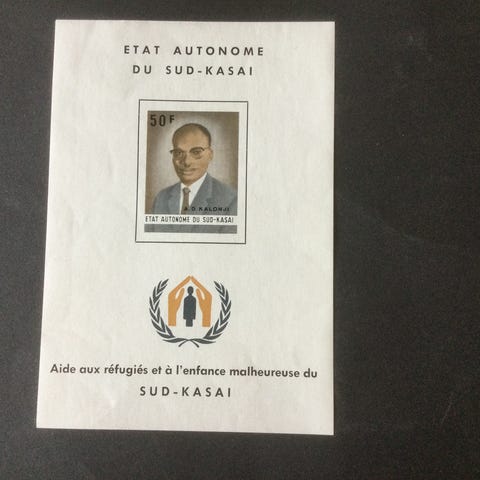 ETAT AUTONOME
DU SUD-KASAI
50F
A.D. KALONJI
ETAT AUTONOME DU SUD-KASAI
Aide aux réfugiés et à l'enfance malheureuse du
SUD-KASAI